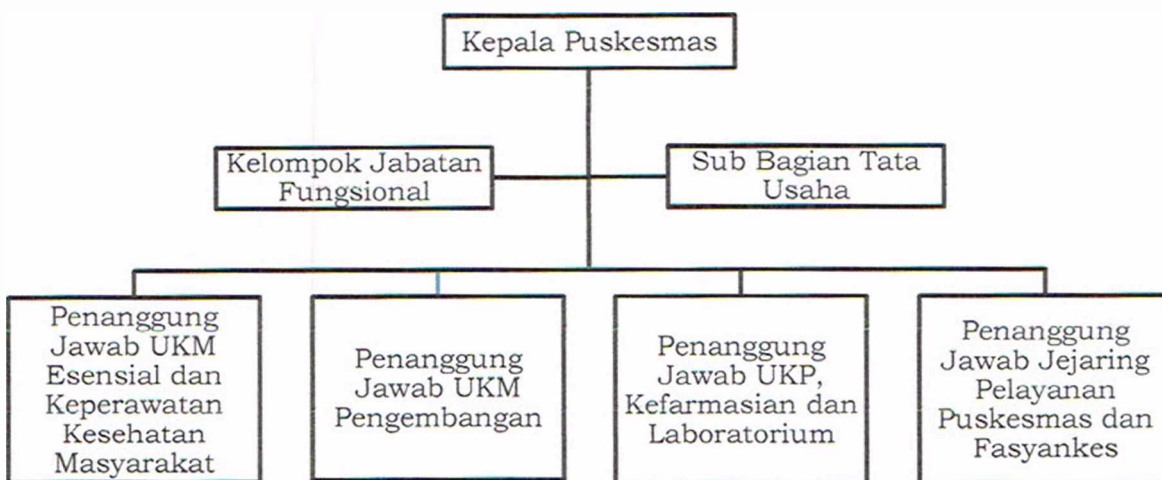 Kepala Puskesmas
Kelompok Jabatan
Fungsional
Sub Bagian Tata
Usaha
Penanggung
Jawab UKM
Esensial dan
Keperawatan
Kesehatan
Masyarakat
Penanggung
Jawab UKM
Pengembangan
Penanggung
Jawab UKP,
Kefarmasian dan
Laboratorium
Penanggung
Jawab Jejaring
Pelayanan
Puskesmas dan
Fasyankes